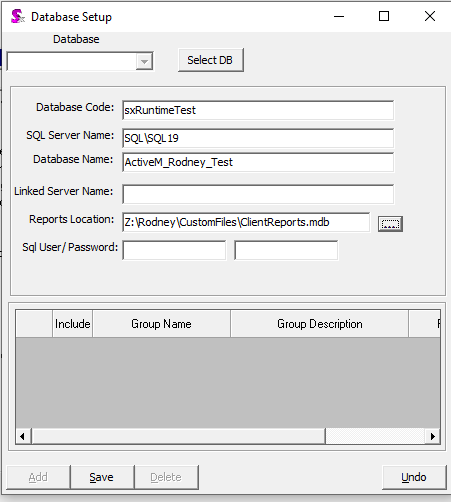 Database Setup
Database
Select DB
Database Code: sxRuntimeTest
SQL Server Name: SQL\SQL19
Database Name: ActiveM_Rodney_Test
Linked Server Name:
Reports Location: Z:\Rodney\CustomFiles\ClientReports.mdb ...
Sql User/Password:
Include Group Name Group Description
Add Save Delete Undo